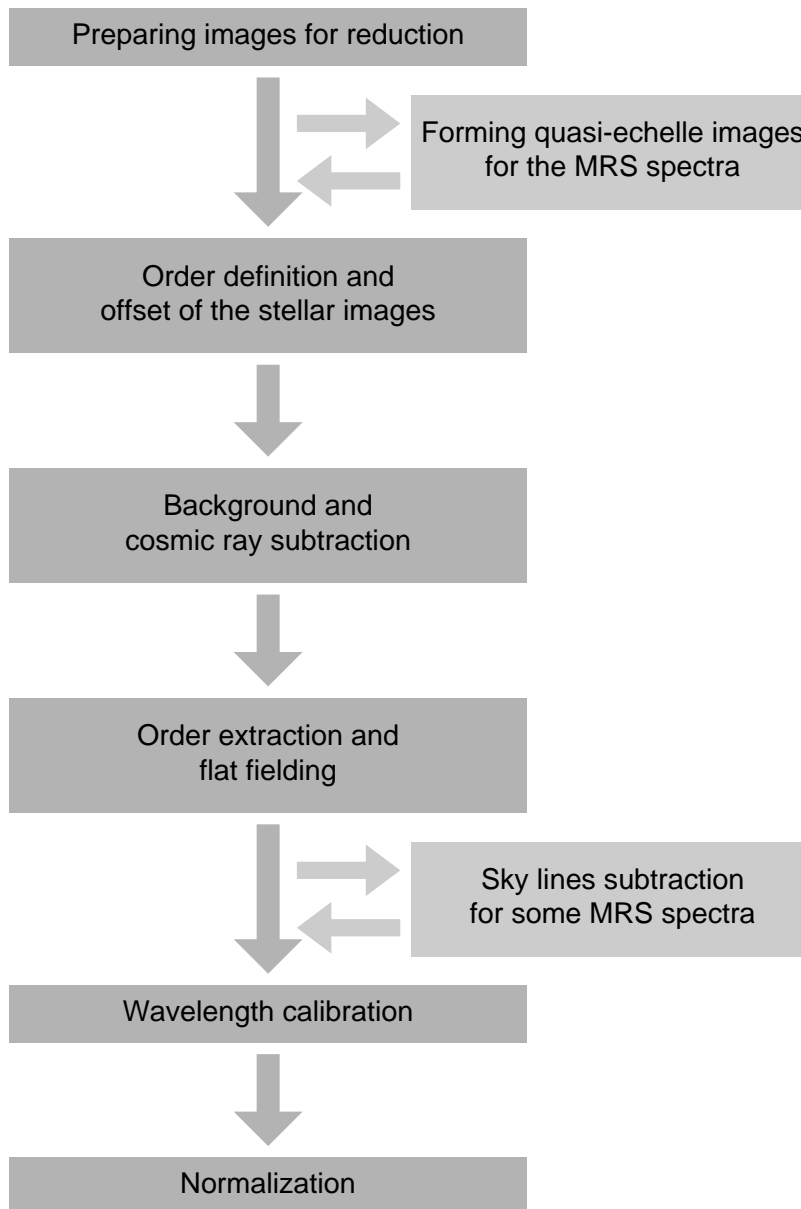 Preparing images for reduction
Forming quasi-echelle images
for the MRS spectra
Order definition and
offset of the stellar images
Background and
cosmic ray subtraction
Order extraction and
flat fielding
Sky lines subtraction
for some MRS spectra
Wavelength calibration
Normalization